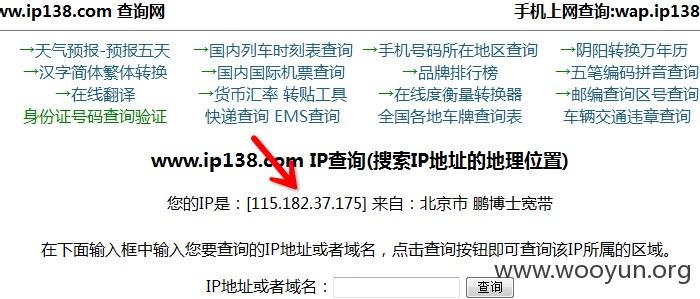 ww.ip138.com 查询网 手机上网查询:wap.ip138
→天气预报-预报五天 →国内列车时刻表查询 →手机号码所在地区查询 →阴阳转换万年历
→汉字简体繁体转换 →国内国际机票查询 →品牌排行榜 →五笔编码拼音查询
→在线翻译 →货币汇率 转贴工具 →在线度衡量转换器 →邮编查询区号查询
身份证号码查询验证 快递查询 EMS查询 全国各地车牌查询表 车辆交通违章查询
www.ip138.com IP查询(搜索IP地址的地理位置)
您的IP是：[115.182.37.175] 来自：北京市 鹏博士宽带
在下面输入框中输入您要查询的IP地址或者域名，点击查询按钮即可查询该IP所属的区域。
IP地址或者域名： 查询
www.wooyun.org